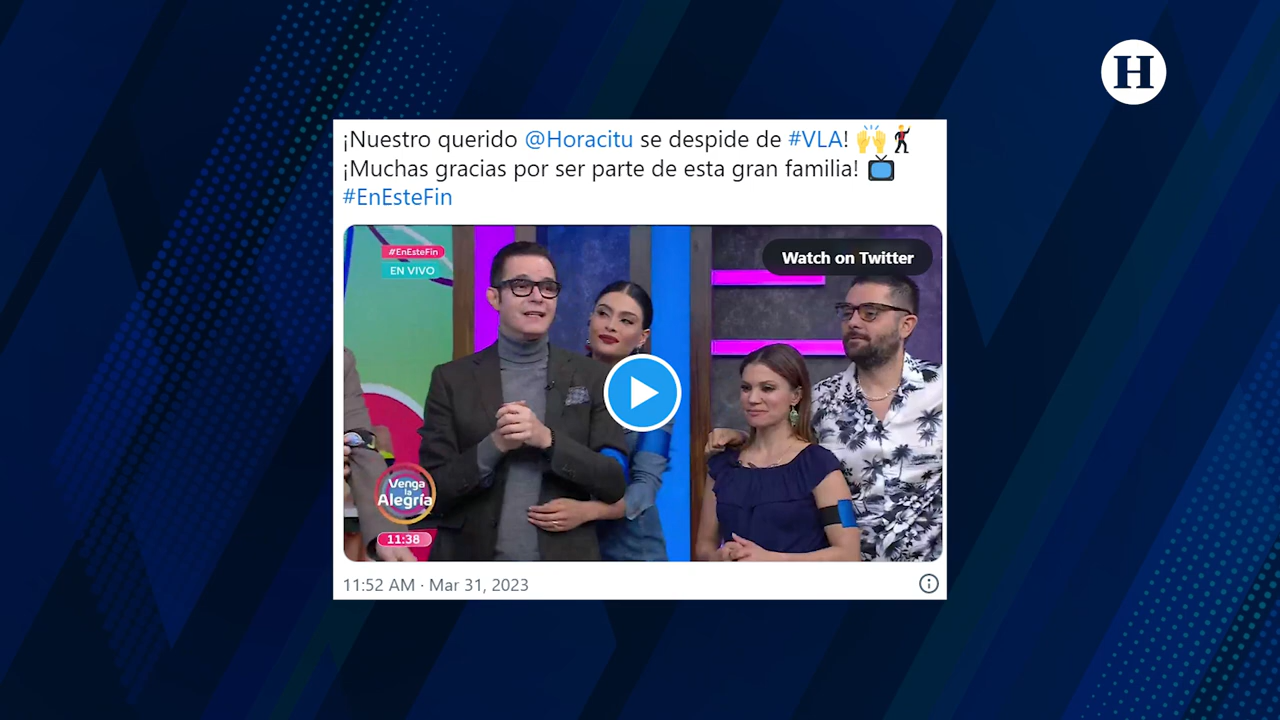 H
¡Nuestro querido @Horacitu se despide de #VLA! 🙌🕺
¡Muchas gracias por ser parte de esta gran familia! 📺
#EnEsteFin
#EnEsteFin
EN VIVO
Watch on Twitter
Venga
la
Alegría
11:38
11:52 AM · Mar 31, 2023